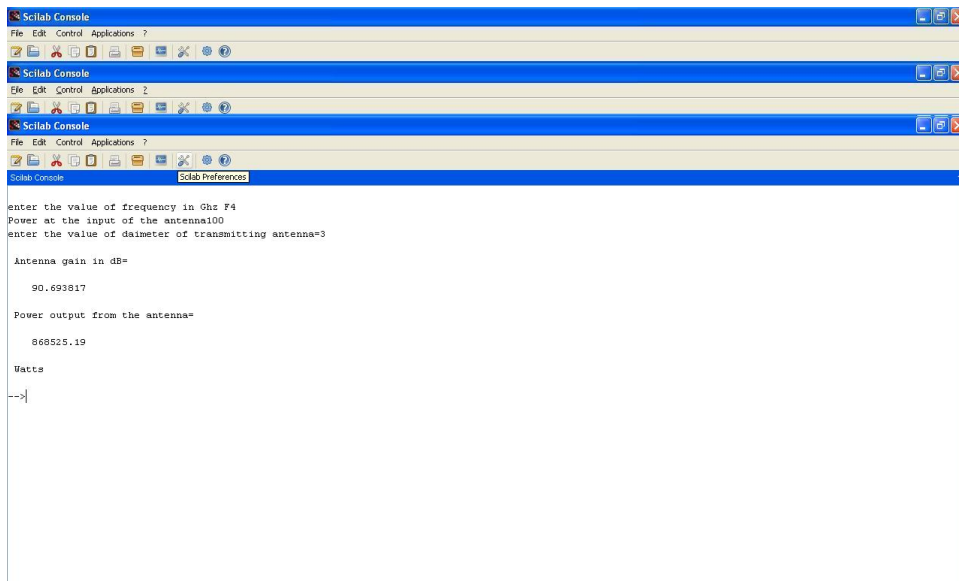 Scilab Console
File Edit Control Applications ?
Scilab Console
File Edit Control Applications ?
Scilab Console
File Edit Control Applications ?
Scilab Console
Scilab Preferences
enter the value of frequency in Ghz F4
Power at the input of the antenna100
enter the value of daimeter of transmitting antenna=3
Antenna gain in dB=
90.693817
Power output from the antenna=
868525.19
Watts
-->